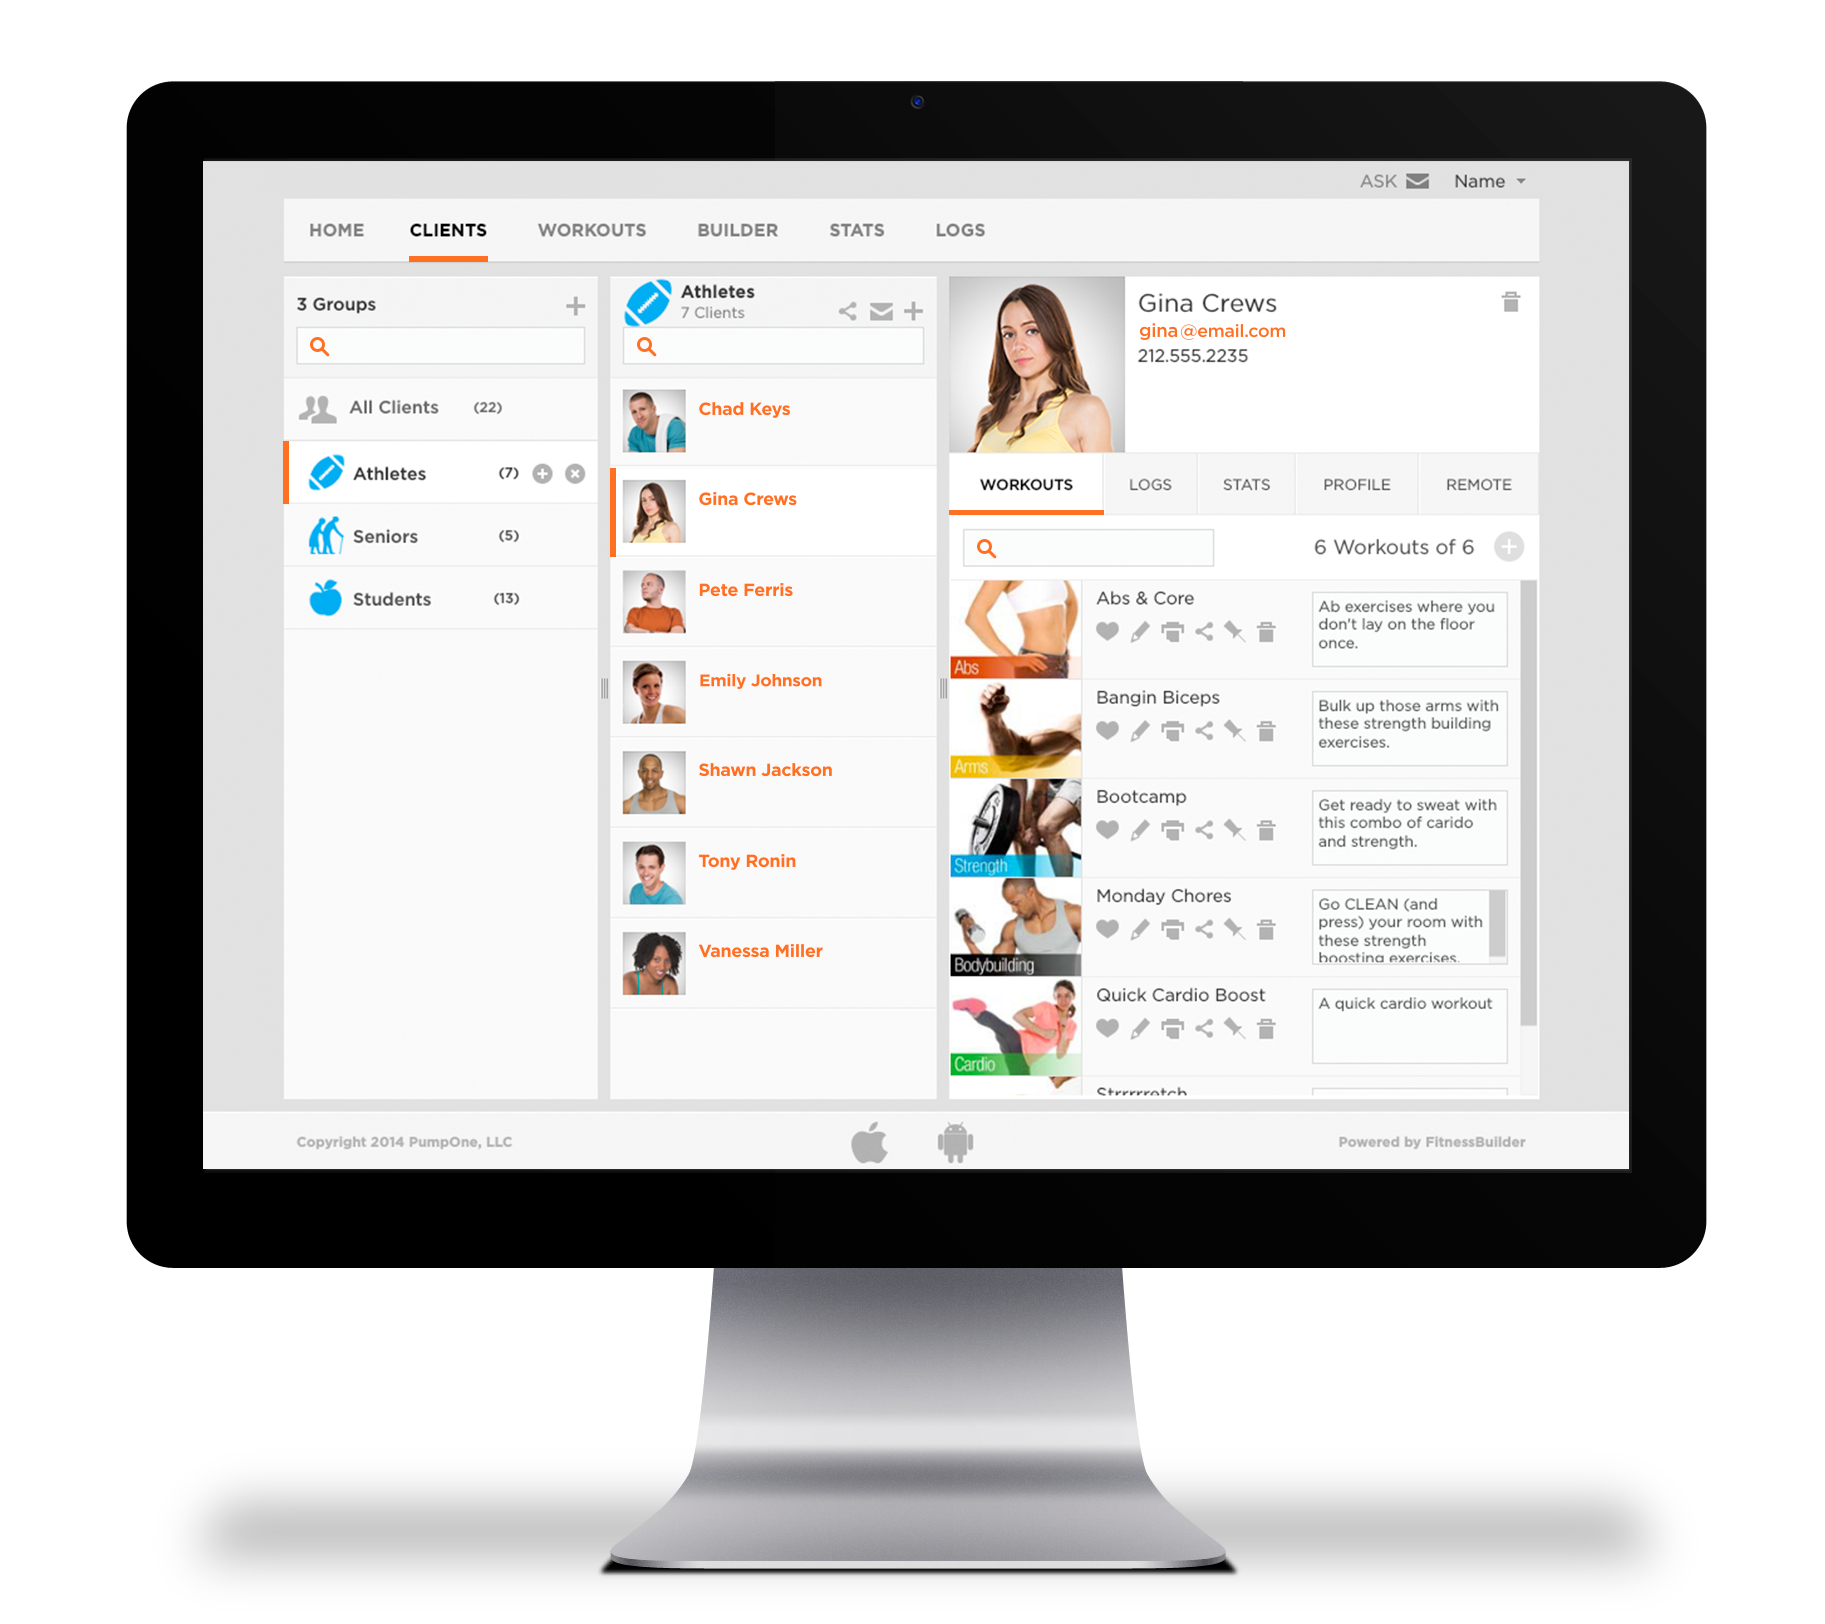 ASK Name
HOME CLIENTS WORKOUTS BUILDER STATS LOGS
3 Groups
All Clients (22)
Athletes (7)
Seniors (5)
Students (13)
Athletes
7 Clients
Chad Keys
Gina Crews
Pete Ferris
Emily Johnson
Shawn Jackson
Tony Ronin
Vanessa Miller
Gina Crews
gina@email.com
212.555.2235
WORKOUTS LOGS STATS PROFILE REMOTE
6 Workouts of 6
Abs
Abs & Core
Ab exercises where you
don't lay on the floor
once.
Arms
Bangin Biceps
Bulk up those arms with
these strength building
exercises.
Strength
Bootcamp
Get ready to sweat with
this combo of carido
and strength.
Bodybuilding
Monday Chores
Go CLEAN (and
press) your room with
these strength
boosting exercises.
Cardio
Quick Cardio Boost
A quick cardio workout
Strrrrretch
Copyright 2014 PumpOne, LLC
Powered by FitnessBuilder